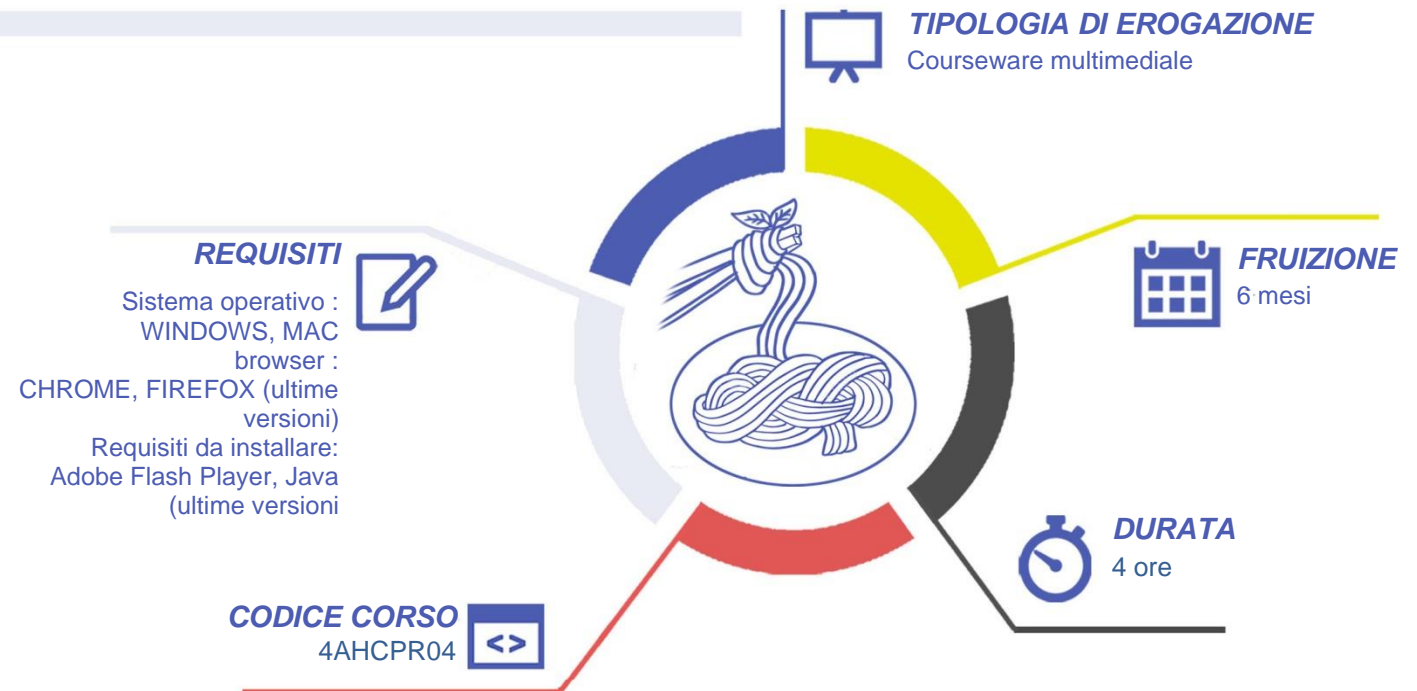 TIPOLOGIA DI EROGAZIONE
Courseware multimediale
REQUISITI
Sistema operativo :
WINDOWS, MAC
browser :
CHROME, FIREFOX (ultime
versioni)
Requisiti da installare:
Adobe Flash Player, Java
(ultime versioni
FRUIZIONE
6 mesi
DURATA
4 ore
CODICE CORSO
4AHCPR04
<>